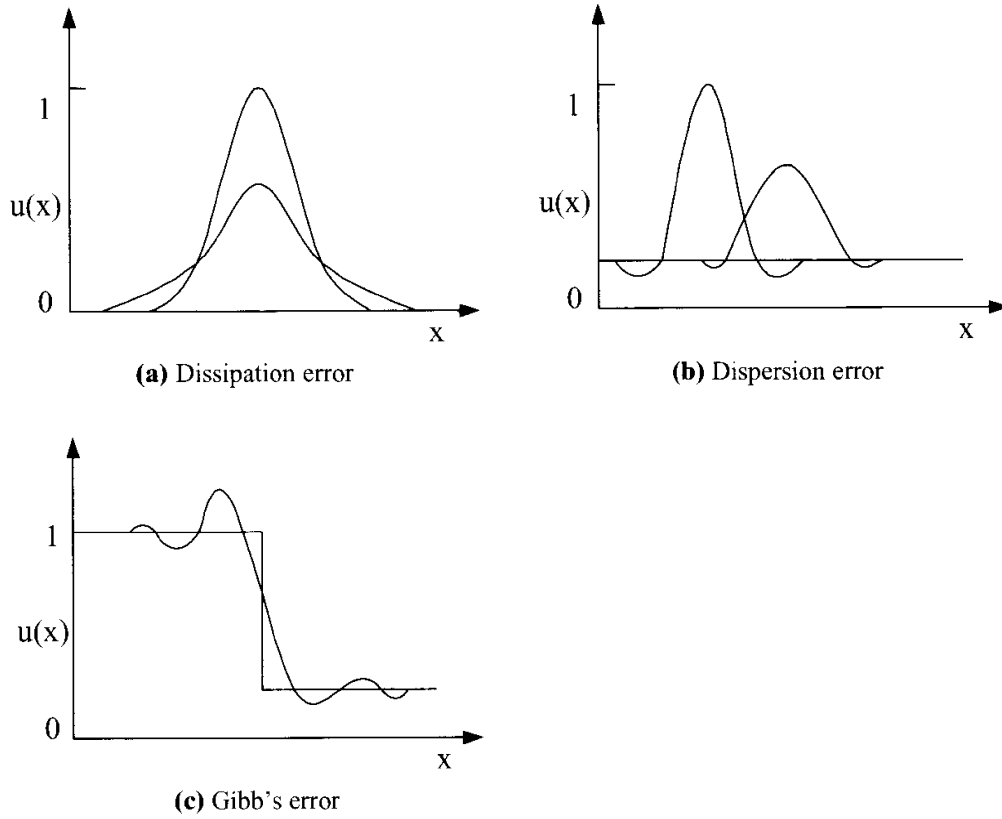 1
u(x)
0
x
(a) Dissipation error
1
u(x)
0
x
(b) Dispersion error
1
u(x)
0
x
(c) Gibb's error